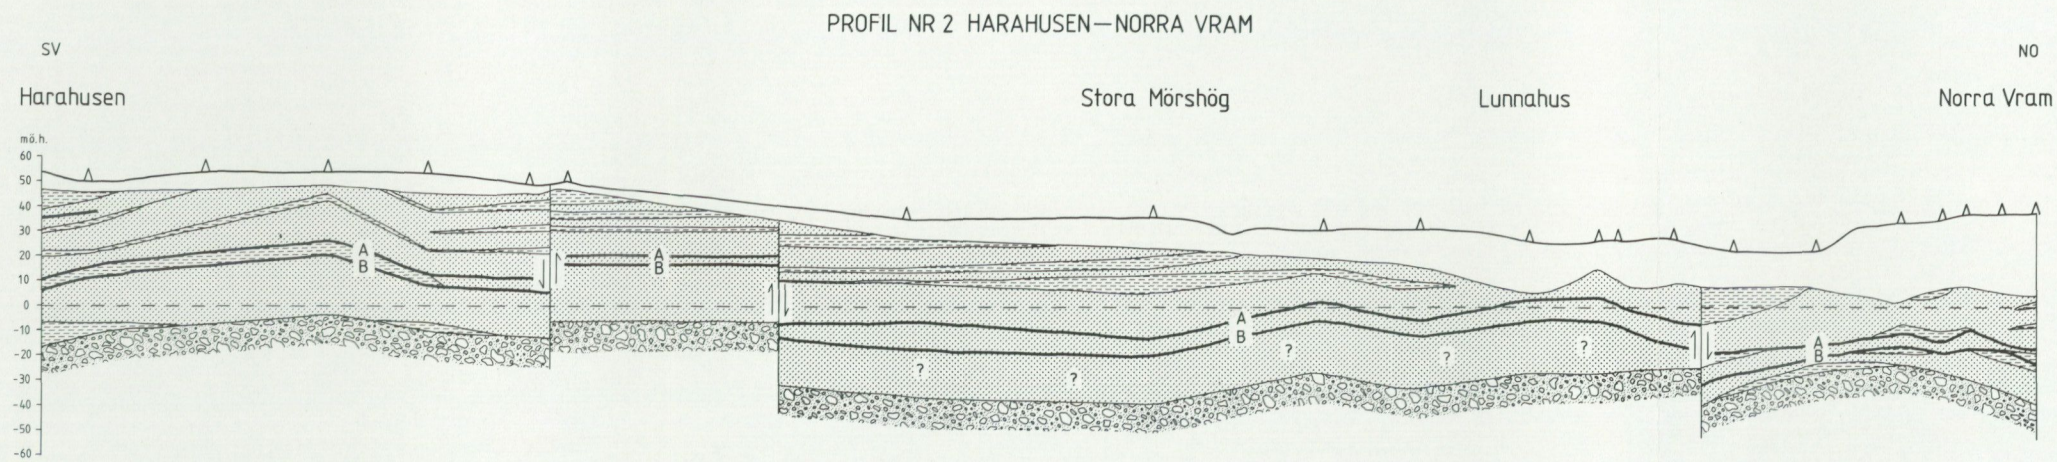 PROFIL NR 2 HARAHUSEN—NORRA VRAM
SV
NO
Harahusen
Stora Mörshög
Lunnahus
Norra Vram
mö.h.
60
50
40
30
20
10
0
-10
-20
-30
-40
-50
-60
A
B
A
B
A
B
A
B
?
?
?
?
?